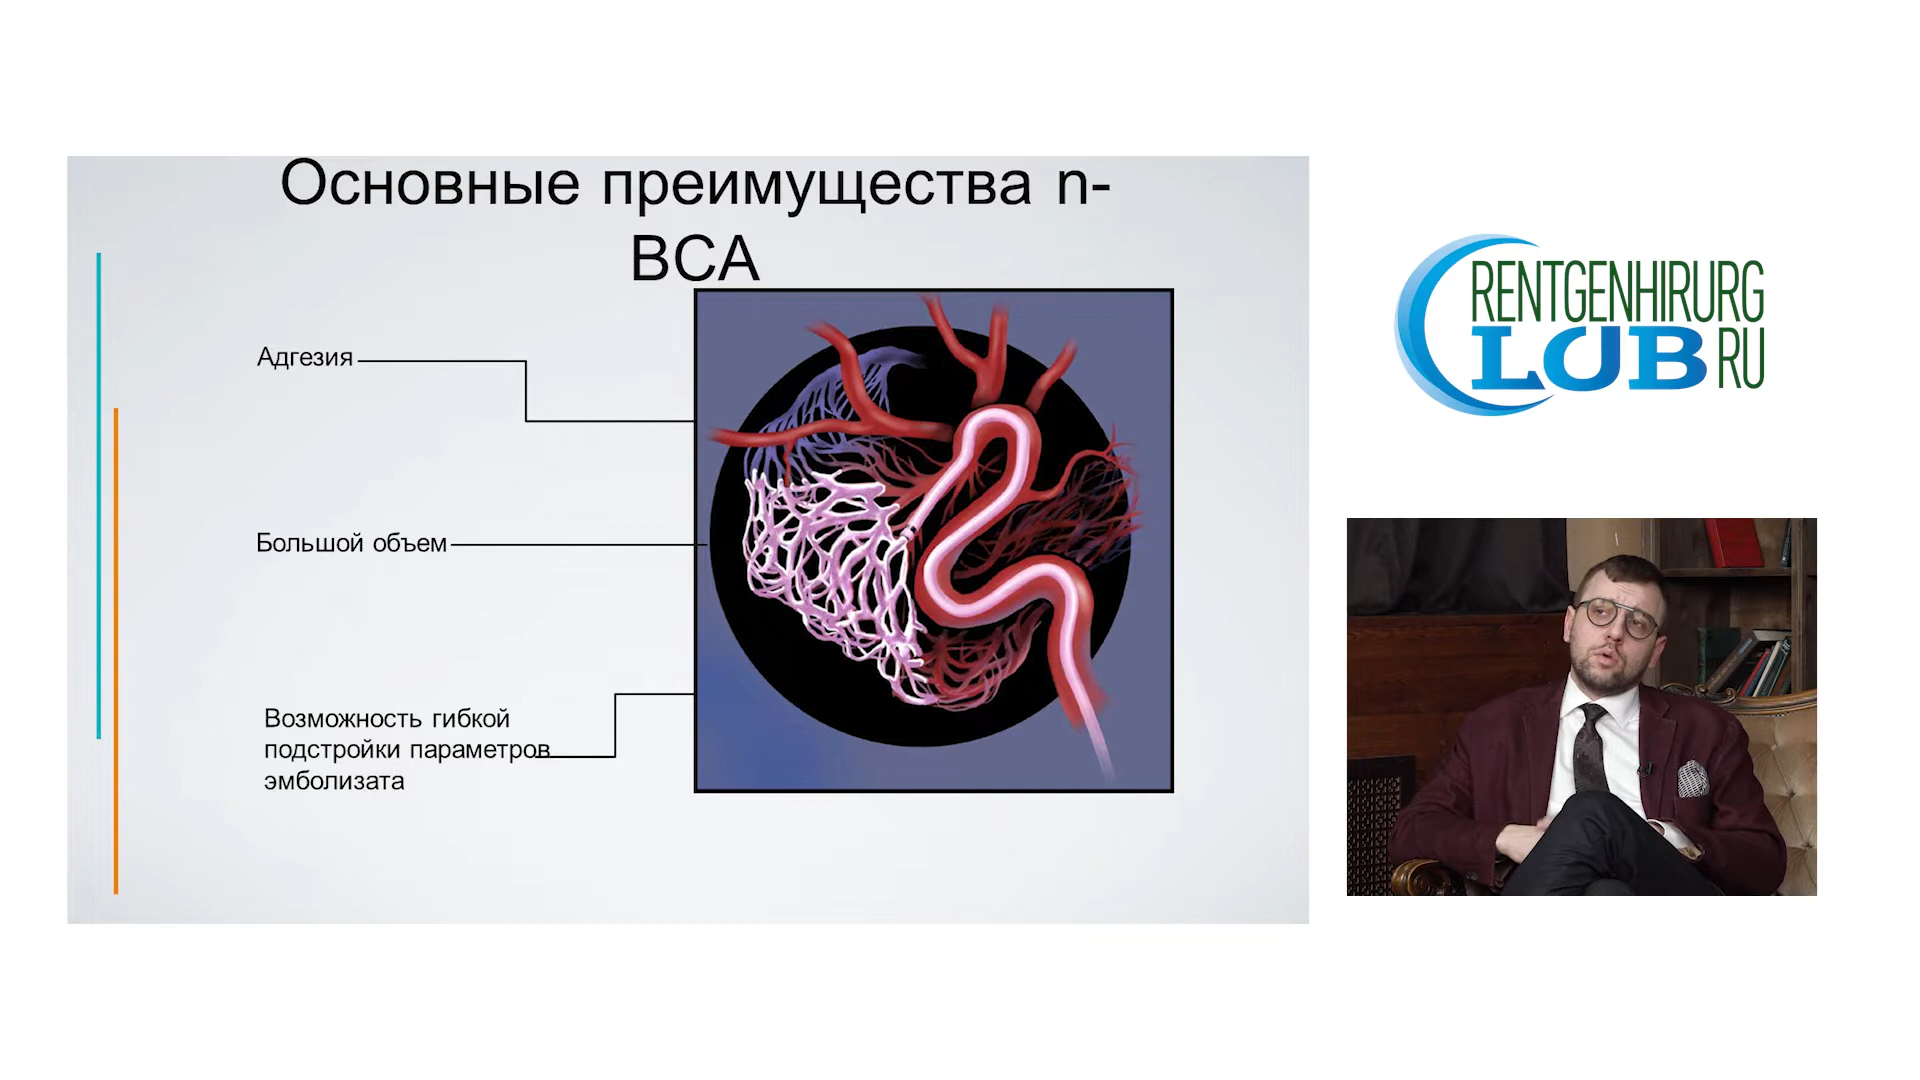 Основные преимущества n-
BCA
Адгезия
Большой объем
Возможность гибкой
подстройки параметров
эмболизата
RENTGENHIRURG
CLUB RU